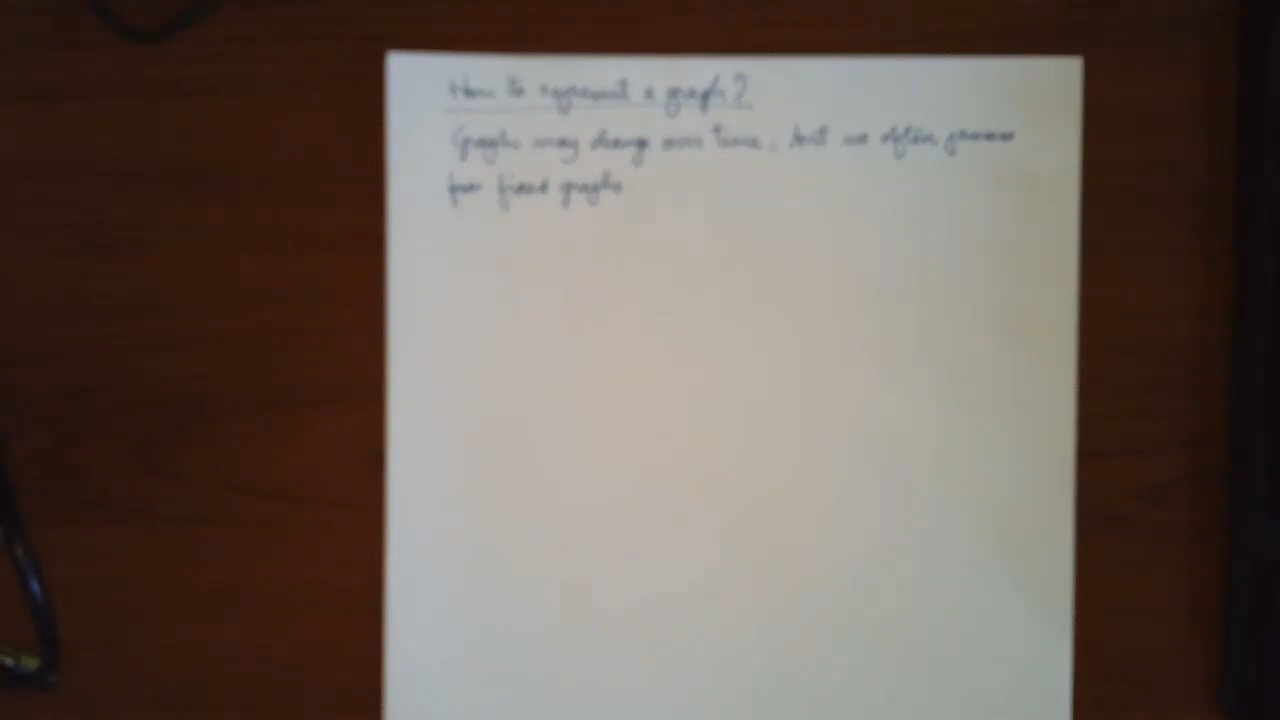 How to represent a graph?
Graphs may change over time, but we often
for fixed graphs